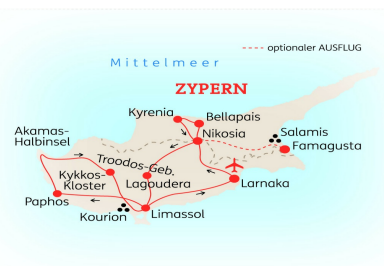 optionaler AUSFLUG
Mittelmeer
ZYPERN
Kyrenia
Bellapais
Akamas-
Halbinsel
Nikosia
Salamis
Famagusta
Troodos-Geb.
Kykkos-
Kloster
Lagoudera
Larnaka
Paphos
Kourion
Limassol